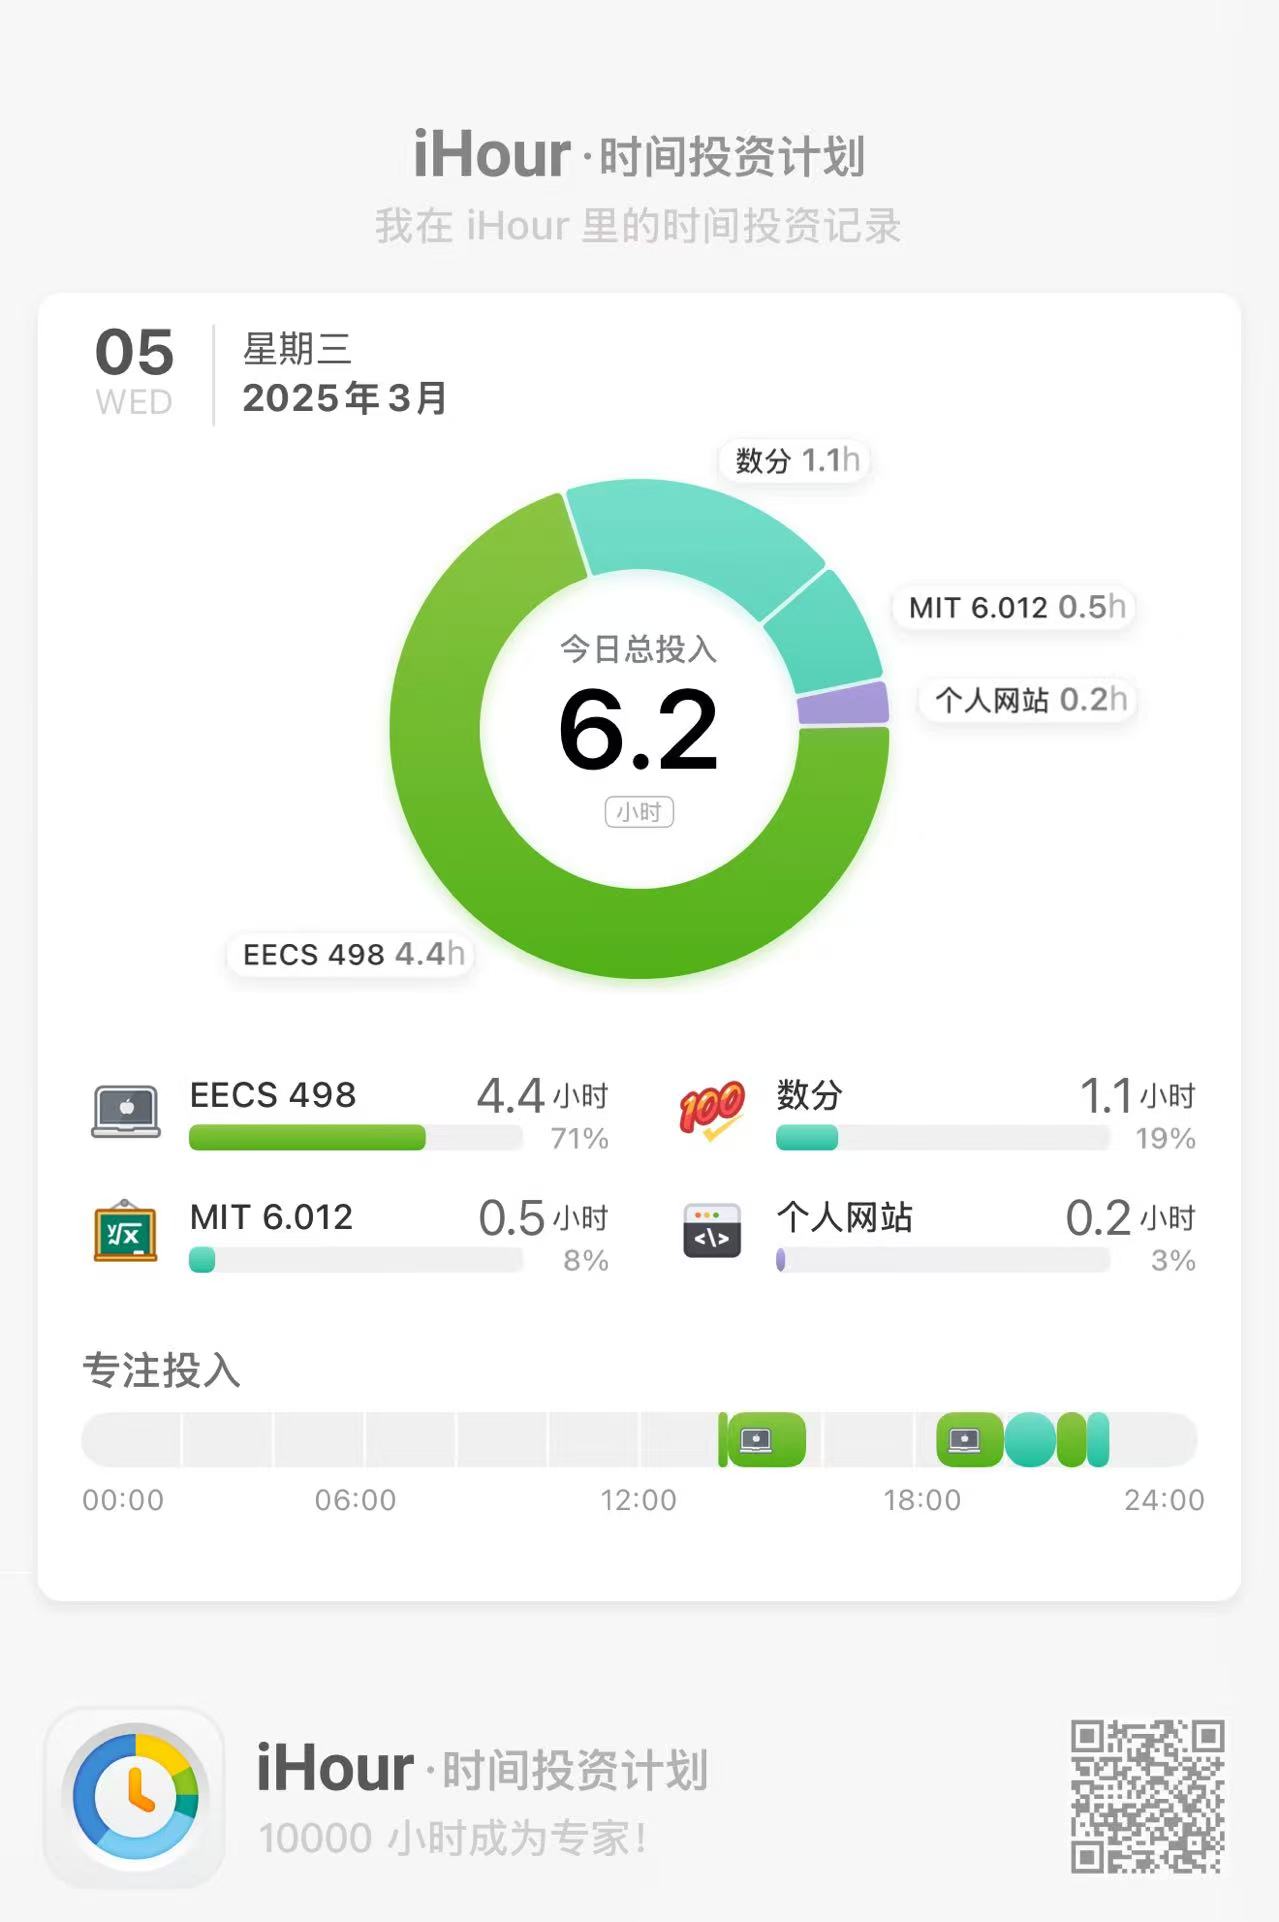 iHour · 时间投资计划
我在 iHour 里的时间投资记录
05
WED
星期三
2025年3月
数分 1.1h
MIT 6.012 0.5h
个人网站 0.2h
今日总投入
6.2
小时
EECS 498 4.4h
EECS 498 4.4 小时
71%
数分 1.1 小时
19%
MIT 6.012 0.5 小时
8%
个人网站 0.2 小时
3%
专注投入
00:00 06:00 12:00 18:00 24:00
iHour · 时间投资计划
10000 小时成为专家！